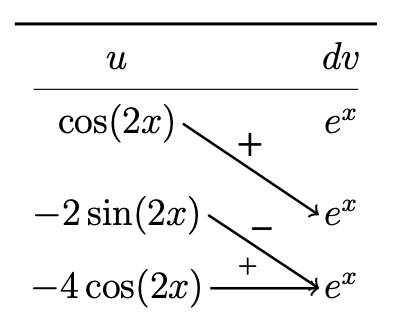 u dv
cos(2x) + e^x
−2 sin(2x) − e^x
−4 cos(2x) + e^x